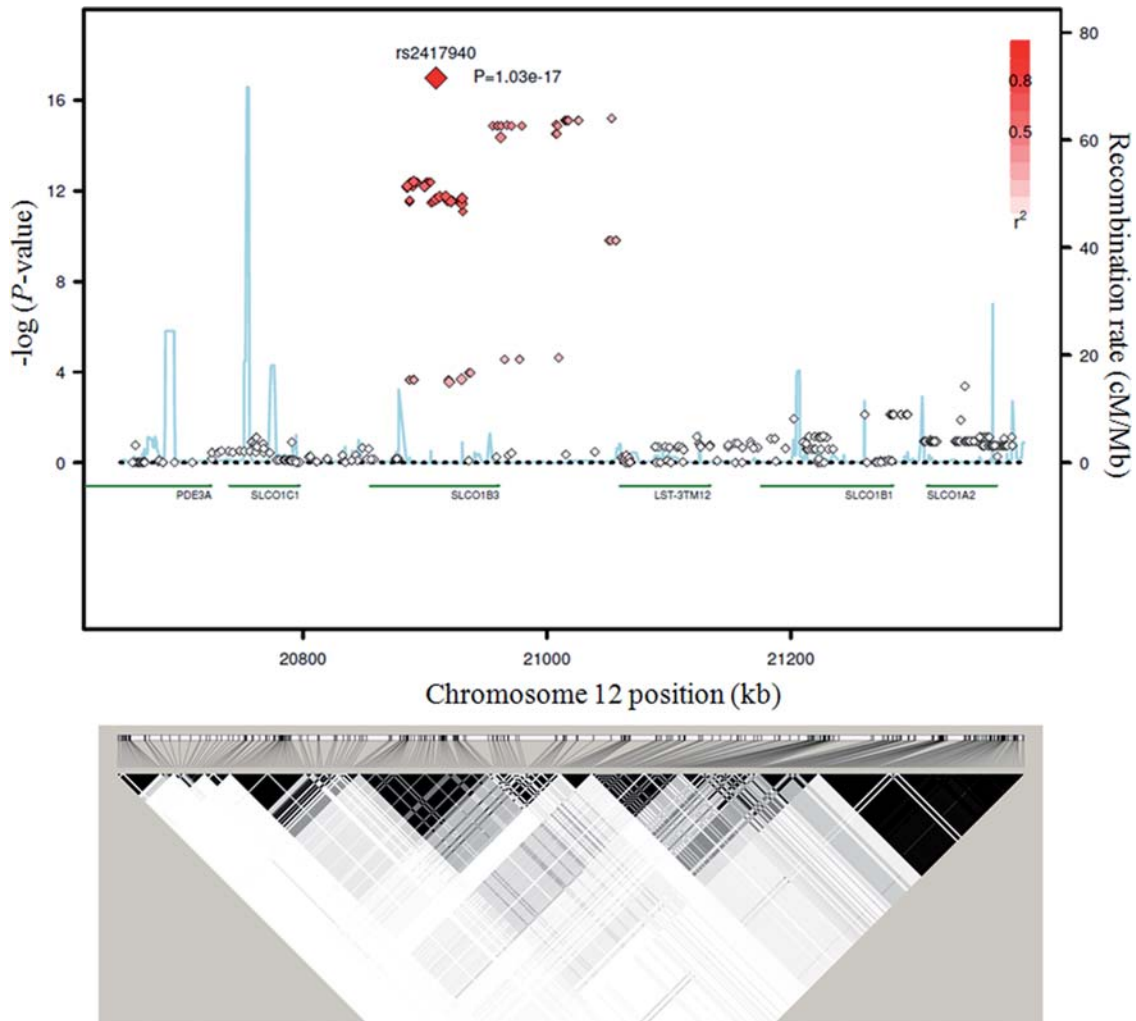 rs2417940
P=1.03e-17
-log (P-value)
16
12
8
4
0
80
60
40
20
0
Recombination rate (cM/Mb)
0.8
0.5
r2
PDE3A
SLCO1C1
SLCO1B3
LST-3TM12
SLCO1B1
SLCO1A2
20800
21000
21200
Chromosome 12 position (kb)